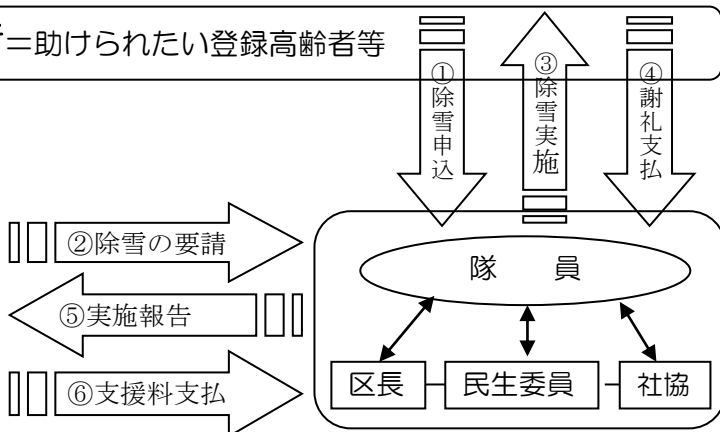 ＝助けられたい登録高齢者等
①除雪申込
③除雪実施
④謝礼支払
②除雪の要請
⑤実施報告
⑥支援料支払
隊　員
区長
民生委員
社協